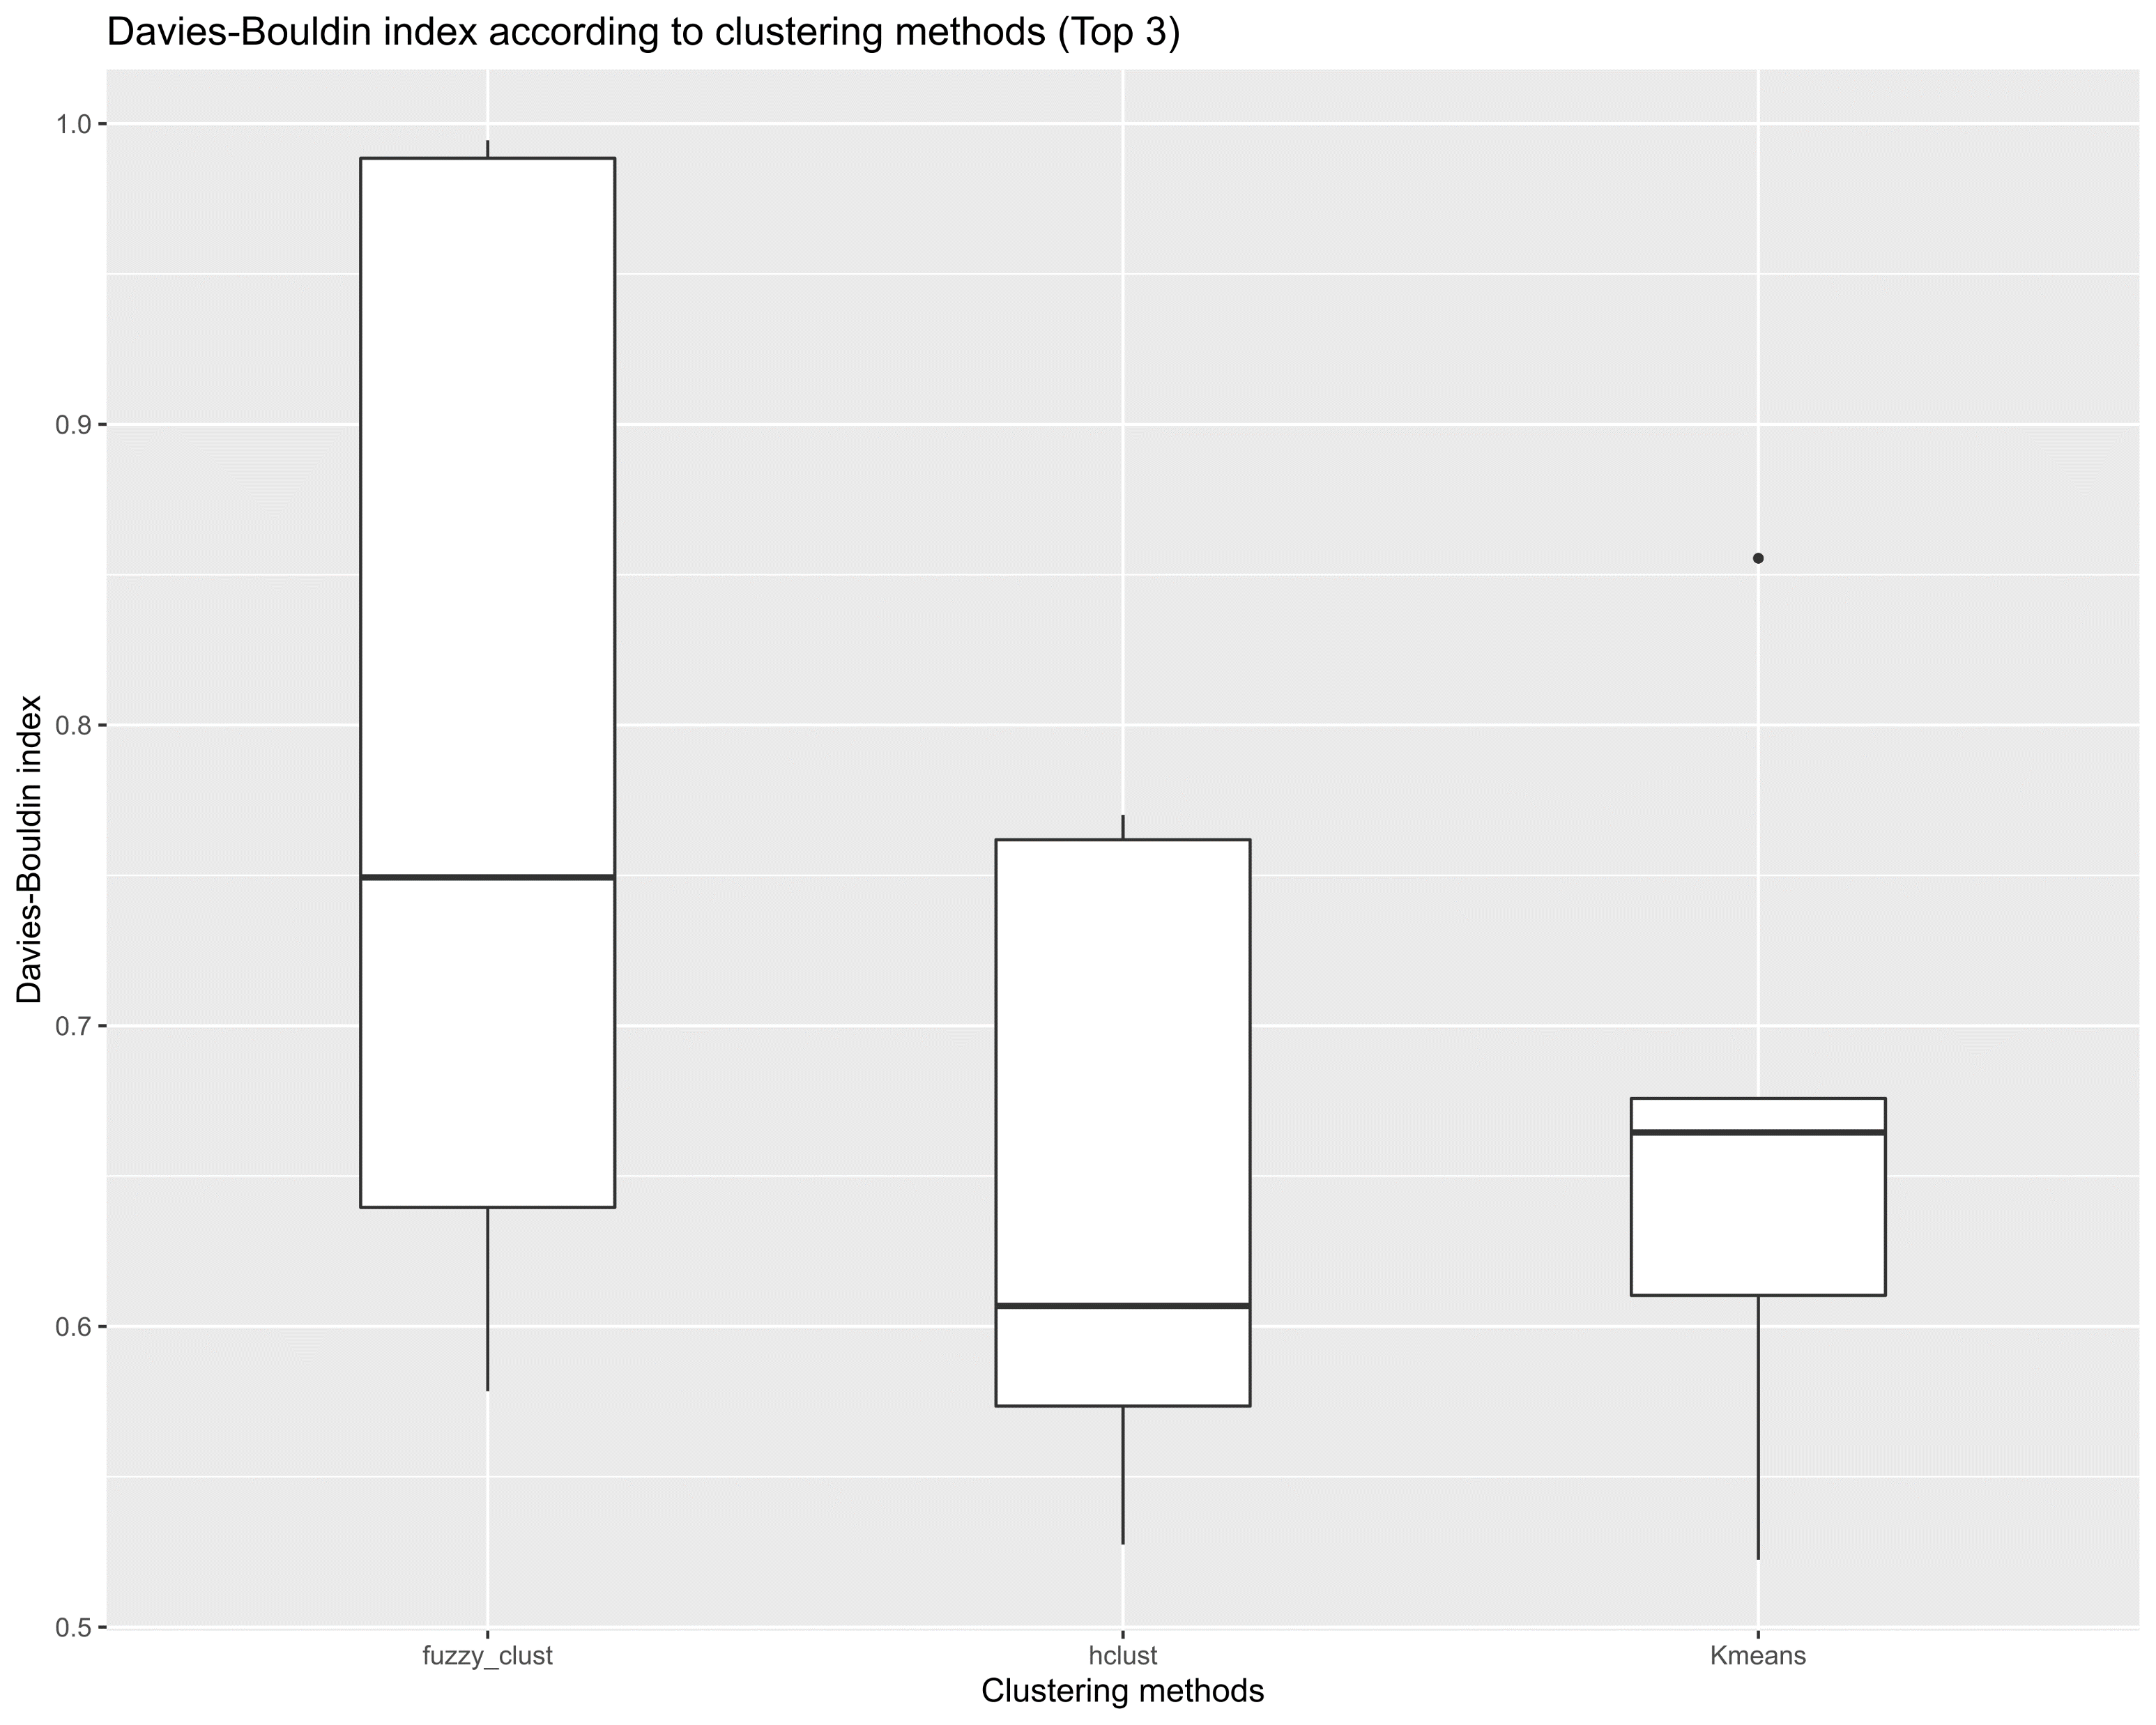 Davies-Bouldin index according to clustering methods (Top 3)
Davies-Bouldin index
1.0
0.9
0.8
0.7
0.6
0.5
fuzzy_clust
hclust
Kmeans
Clustering methods